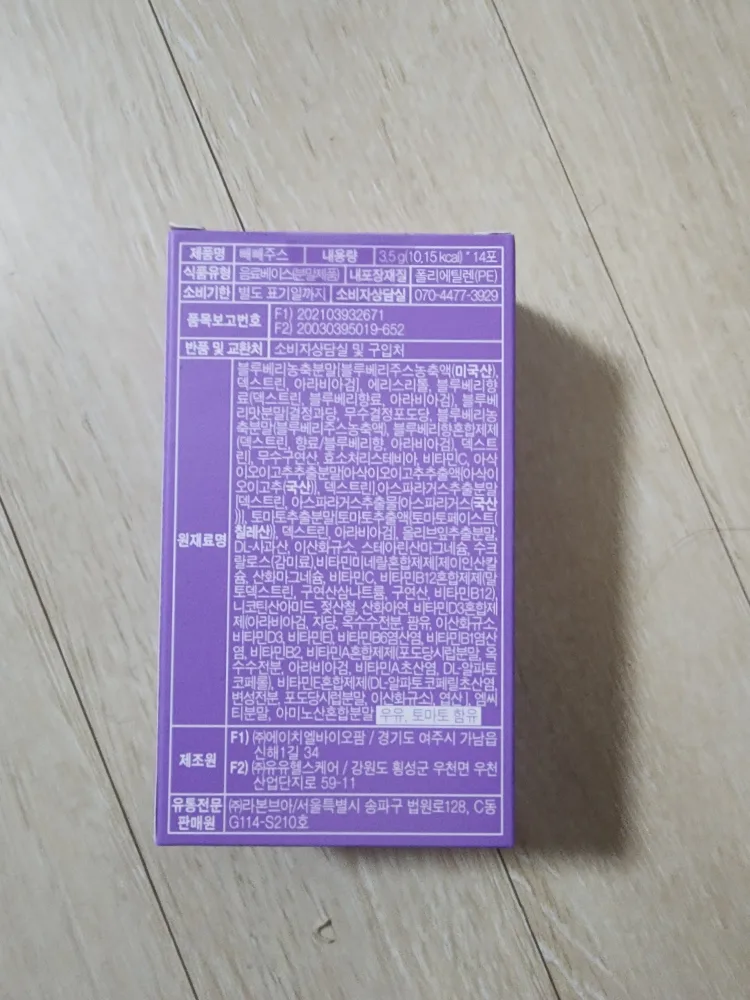 제품명 빼빼주스 내용량 3.5 g(10.15 kcal) * 14포
식품유형 음료베이스(분말제품) 내포장재질 폴리에틸렌(PE)
소비기한 별도 표기일까지 소비자상담실 070-4477-3929
품목보고번호 F1) 202103932671
F2) 20030395019-652
반품 및 교환처 소비자상담실 및 구입처
원재료명
블루베리농축분말[블루베리주스농축액(미국산),
덱스트린, 아라비아검], 에리스리톨, 블루베리향
료(덱스트린, 블루베리향료, 아라비아검), 블루베
리맛분말(결정과당, 무수결정포도당, 블루베리농
축분말(블루베리주스농축액), 블루베리향혼합제제
(덱스트린, 향료/블루베리향, 아라비아검), 덱스트
린], 무수구연산, 효소처리스테비아, 비타민C, 아삭
이오이고추추출분말[아삭이오이고추추출액(아삭이
오이고추(국산)), 덱스트린], 아스파라거스추출분말
[덱스트린, 아스파라거스추출물(아스파라거스(국산
))], 토마토추출분말[토마토추출액(토마토페이스트(
칠레산)), 덱스트린, 아라비아검], 올리브잎추출분말,
DL-사과산, 이산화규소, 스테아린산마그네슘, 수크
랄로스(감미료), 비타민미네랄혼합제제[제이인산칼
슘, 산화마그네슘, 비타민C, 비타민B12혼합제제(말
토덱스트린, 구연산삼나트륨, 구연산, 비타민B12),
니코틴산아미드, 젖산철, 산화아연, 비타민D3혼합제
제(아라비아검, 자당, 옥수수전분, 팜유, 이산화규소,
비타민D3, 비타민E), 비타민B6염산염, 비타민B1염산
염, 비타민B2, 비타민A혼합제제(포도당시럽분말, 옥
수수전분, 아라비아검, 비타민A초산염, DL-알파토
코페롤), 비타민E혼합제제(DL-알파토코페릴초산염,
변성전분, 포도당시럽분말, 이산화규소), 엽산], 엠씨
티분말, 아미노산혼합분말 우유, 토마토 함유
제조원
F1) ㈜에이치엘바이오팜 / 경기도 여주시 가남읍
신해1길 34
F2) ㈜유유헬스케어 / 강원도 횡성군 우천면 우천
산업단지로 59-11
유통전문
판매원
㈜라본브아/서울특별시 송파구 법원로128, C동
G114-S210호